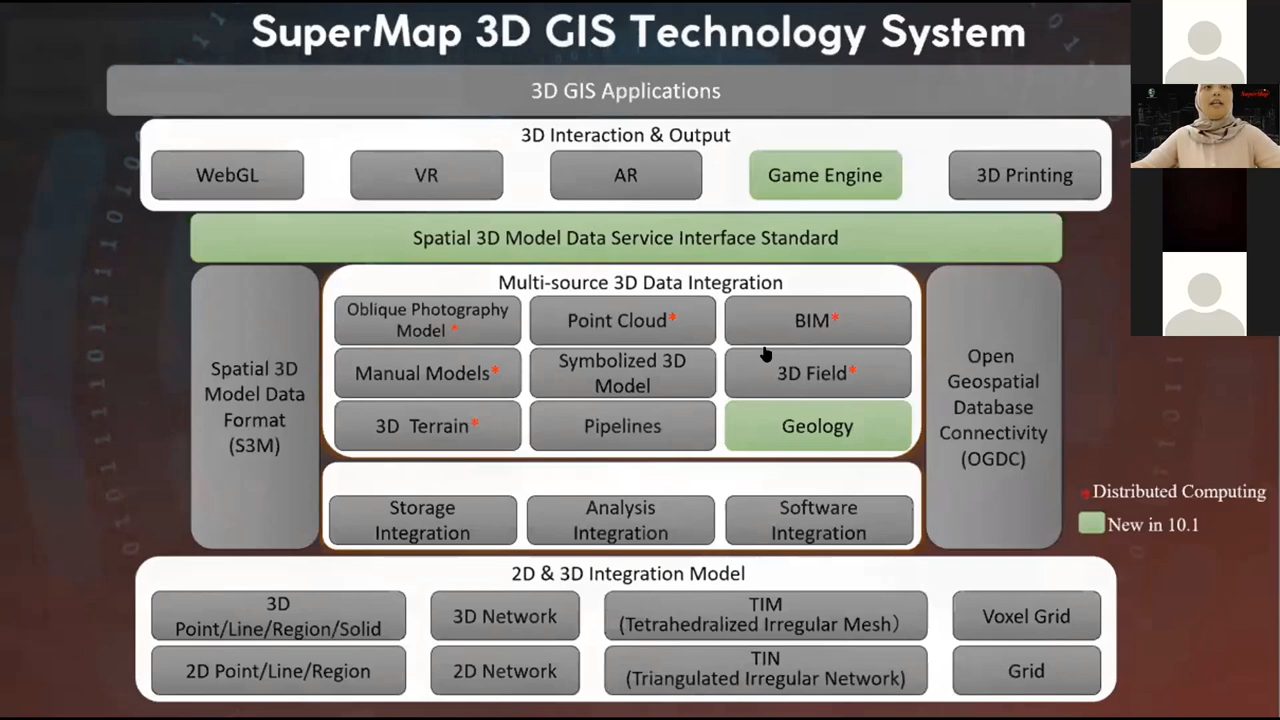 SuperMap 3D GIS Technology System
3D GIS Applications
3D Interaction & Output
WebGL
VR
AR
Game Engine
3D Printing
Spatial 3D Model Data Service Interface Standard
Spatial 3D
Model Data
Format
(S3M)
Multi-source 3D Data Integration
Oblique Photography
Model *
Point Cloud*
BIM*
Manual Models*
Symbolized 3D
Model
3D Field*
3D Terrain*
Pipelines
Geology
Storage
Integration
Analysis
Integration
Software
Integration
Open
Geospatial
Database
Connectivity
(OGDC)
* Distributed Computing
New in 10.1
2D & 3D Integration Model
3D
Point/Line/Region/Solid
3D Network
TIM
(Tetrahedralized Irregular Mesh）
Voxel Grid
2D Point/Line/Region
2D Network
TIN
(Triangulated Irregular Network)
Grid
SuperMap